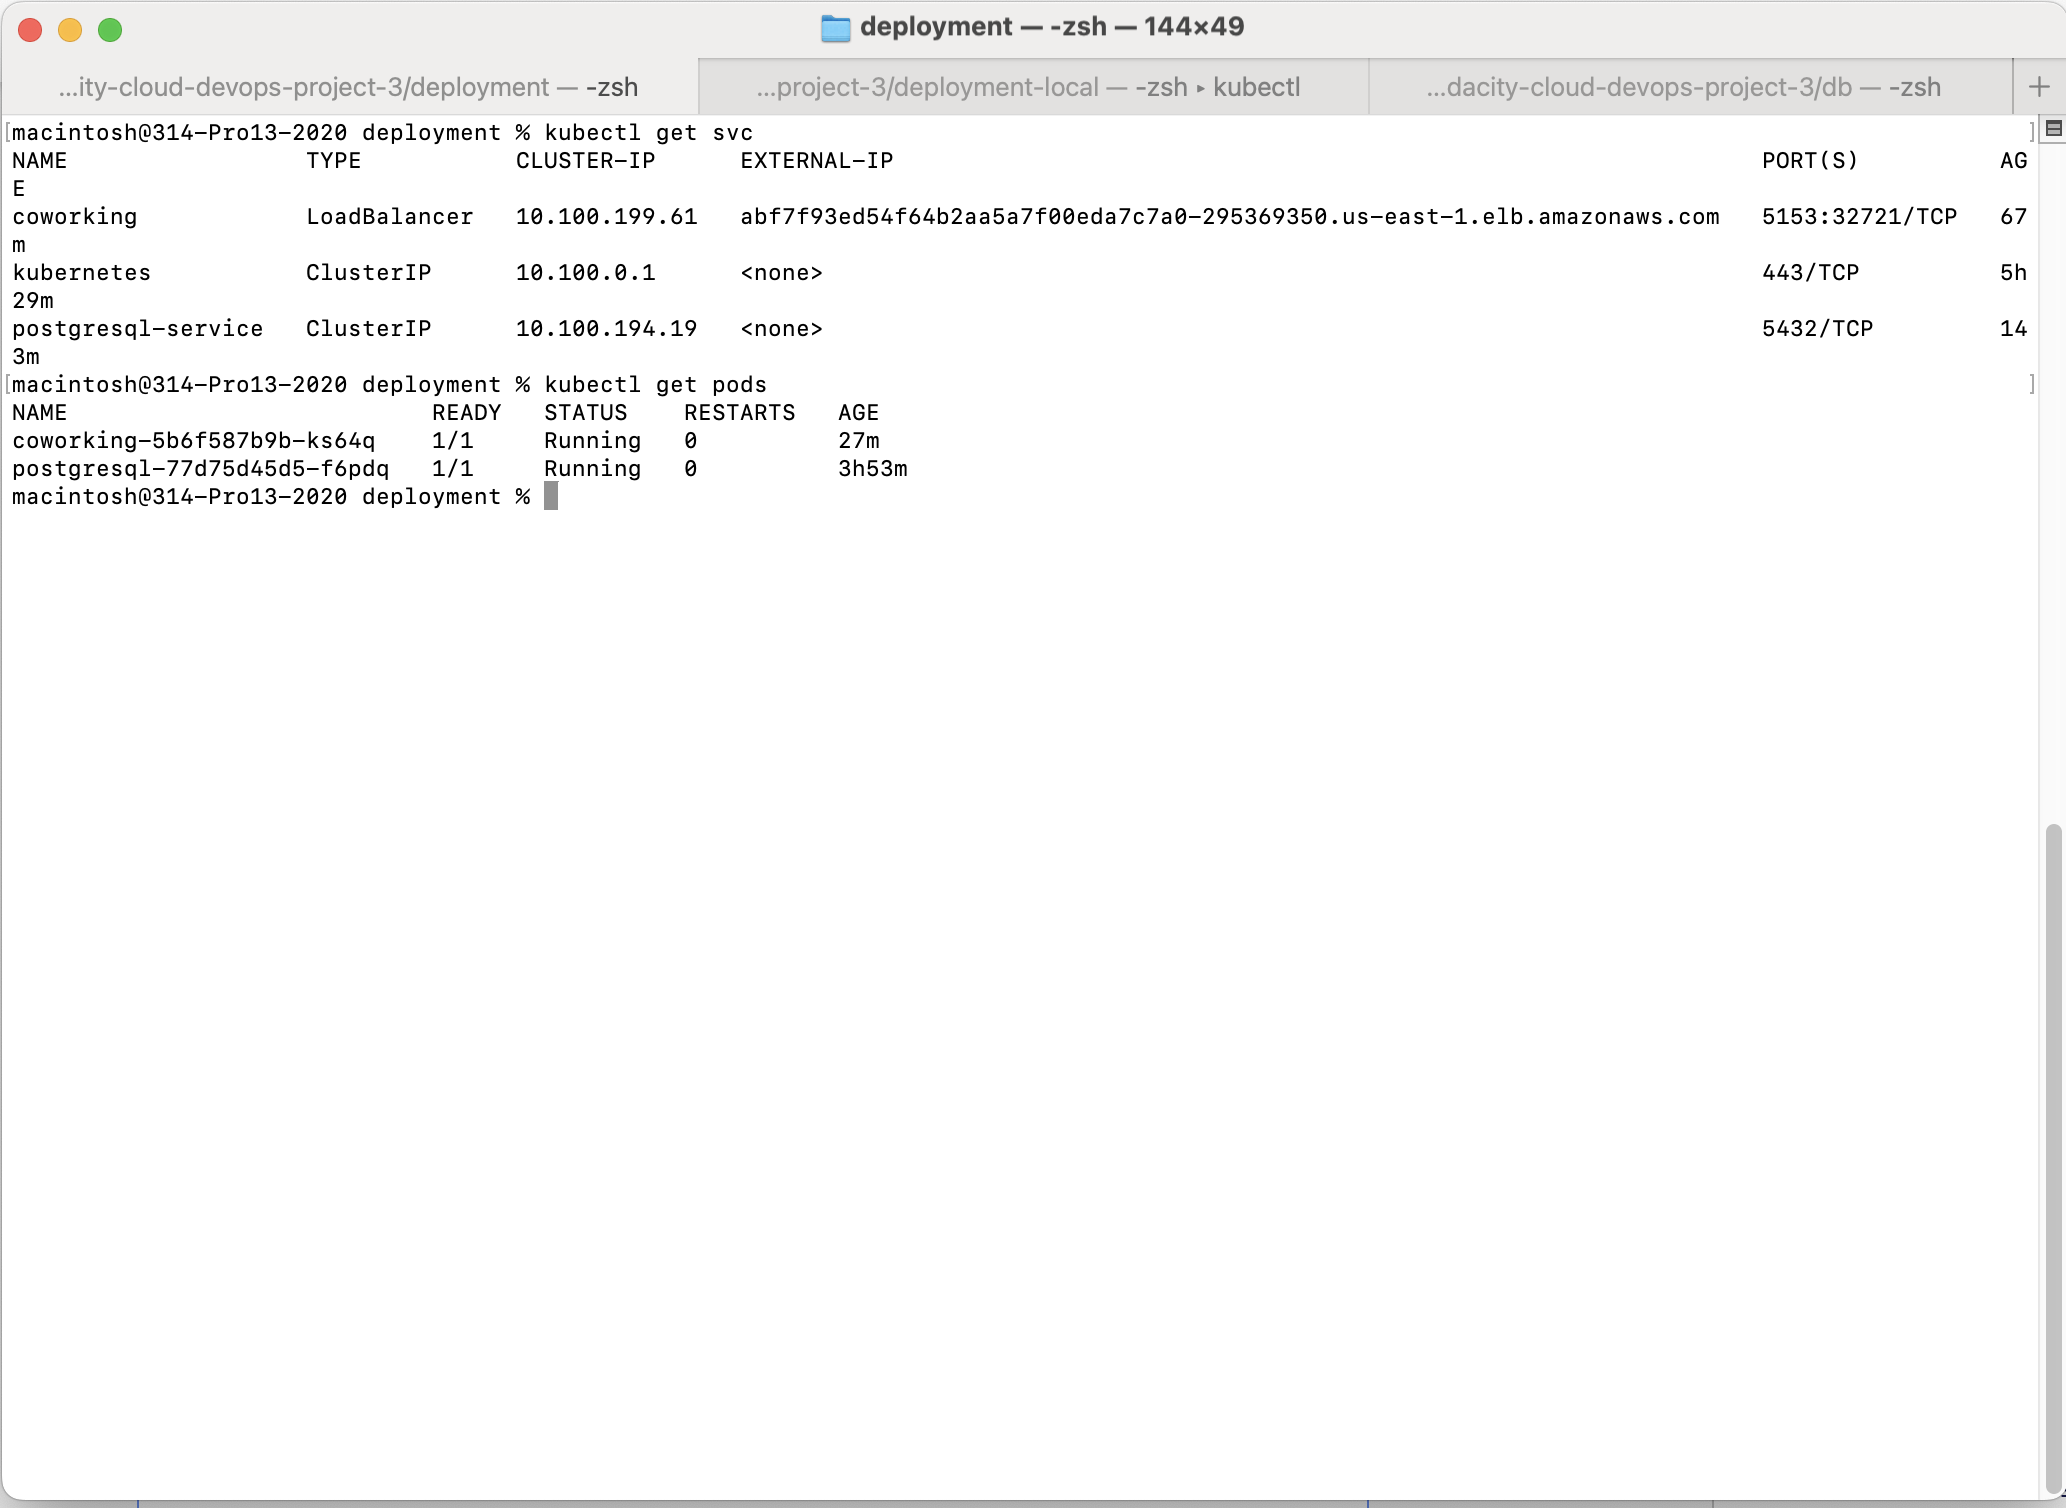 deployment — -zsh — 144×49
...ity-cloud-devops-project-3/deployment — -zsh
...project-3/deployment-local — -zsh ▸ kubectl
...dacity-cloud-devops-project-3/db — -zsh
+
[macintosh@314-Pro13-2020 deployment % kubectl get svc ]
NAME TYPE CLUSTER-IP EXTERNAL-IP PORT(S) AG
E
coworking LoadBalancer 10.100.199.61 abf7f93ed54f64b2aa5a7f00eda7c7a0-295369350.us-east-1.elb.amazonaws.com 5153:32721/TCP 67
m
kubernetes ClusterIP 10.100.0.1 <none> 443/TCP 5h
29m
postgresql-service ClusterIP 10.100.194.19 <none> 5432/TCP 14
3m
[macintosh@314-Pro13-2020 deployment % kubectl get pods ]
NAME READY STATUS RESTARTS AGE
coworking-5b6f587b9b-ks64q 1/1 Running 0 27m
postgresql-77d75d45d5-f6pdq 1/1 Running 0 3h53m
macintosh@314-Pro13-2020 deployment %